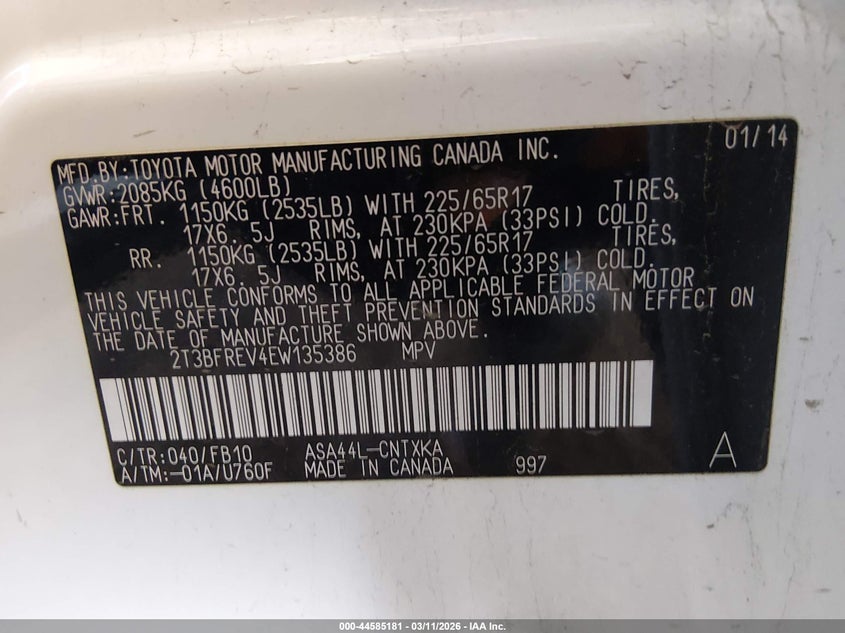 MFD.BY:TOYOTA MOTOR MANUFACTURING CANADA INC. 01/14
GVWR:2085KG (4600LB)
GAWR:FRT. 1150KG (2535LB) WITH 225/65R17 TIRES,
17X6. 5J RIMS, AT 230KPA (33PSI) COLD.
RR. 1150KG (2535LB) WITH 225/65R17 TIRES,
17X6. 5J RIMS, AT 230KPA (33PSI) COLD.
THIS VEHICLE CONFORMS TO ALL APPLICABLE FEDERAL MOTOR
VEHICLE SAFETY AND THEFT PREVENTION STANDARDS IN EFFECT ON
THE DATE OF MANUFACTURE SHOWN ABOVE.
2T3BFREV4EW135386 MPV
C/TR:040/FB10 ASA44L-CNTXKA
A/TM:-01A/U760F MADE IN CANADA 997 A
000-44585181 | 03/11/2026 | IAA Inc.